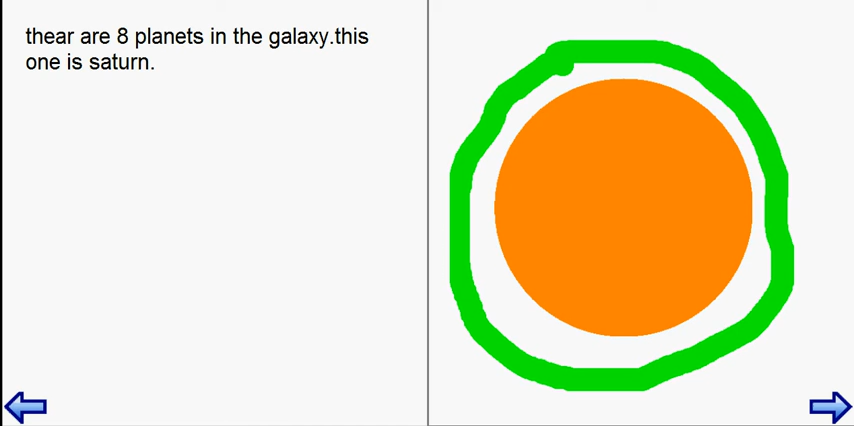 thear are 8 planets in the galaxy.this
one is saturn.